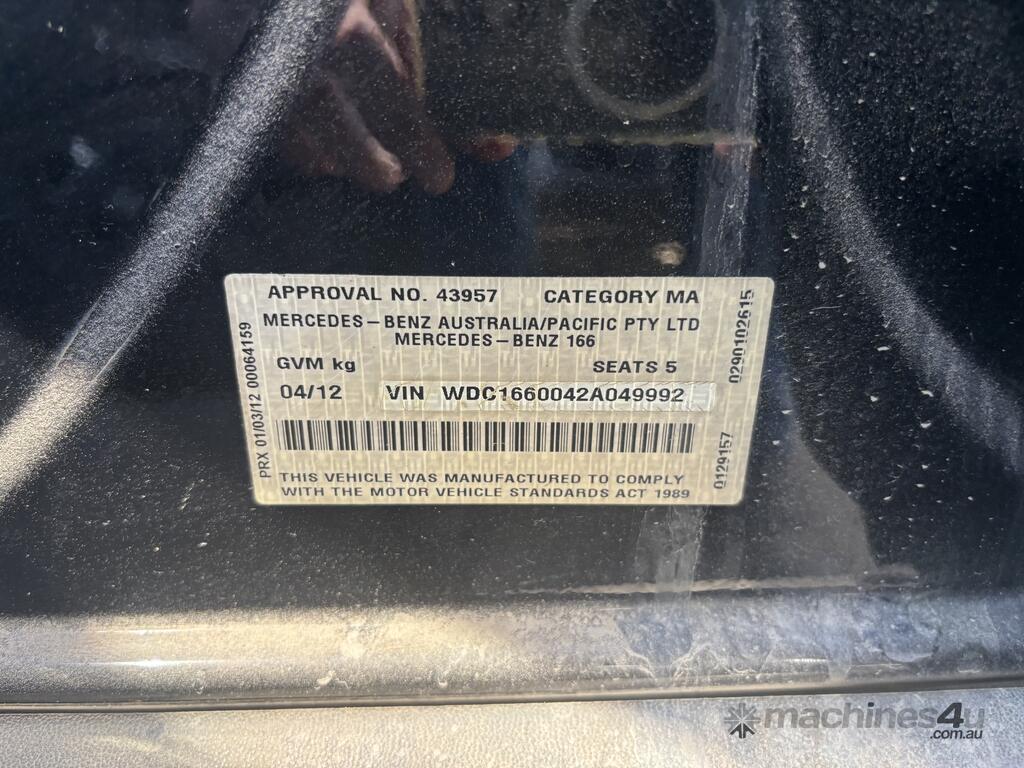 APPROVAL NO. 43957 CATEGORY MA
MERCEDES-BENZ AUSTRALIA/PACIFIC PTY LTD
MERCEDES-BENZ 166
GVM kg SEATS 5
04/12 VIN WDC1660042A049992
THIS VEHICLE WAS MANUFACTURED TO COMPLY
WITH THE MOTOR VEHICLE STANDARDS ACT 1989
PRX 01/03/12 00064159
0290102615
0129157
machines4u
.com.au